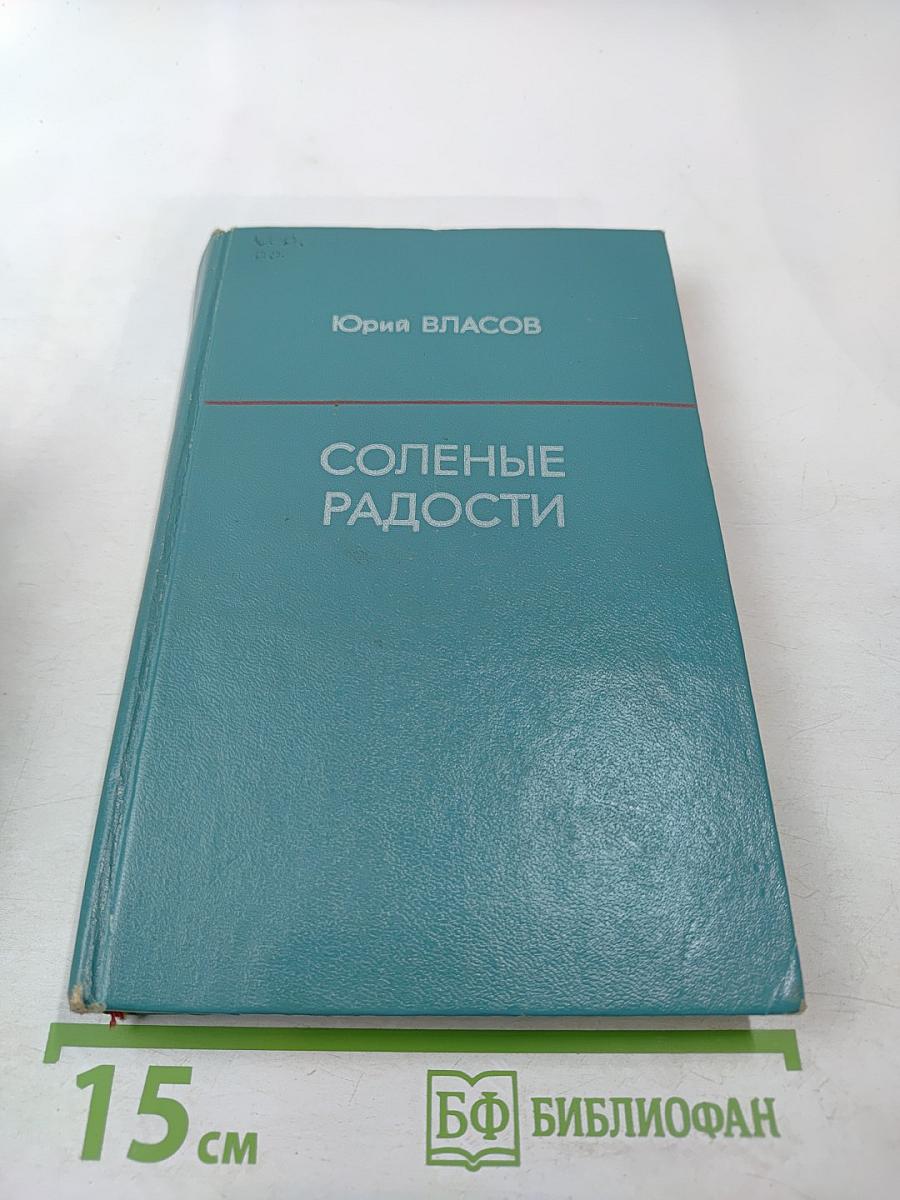 Юрий ВЛАСОВ
СОЛЕНЫЕ
РАДОСТИ
15 см
БФ БИБЛИОФАН